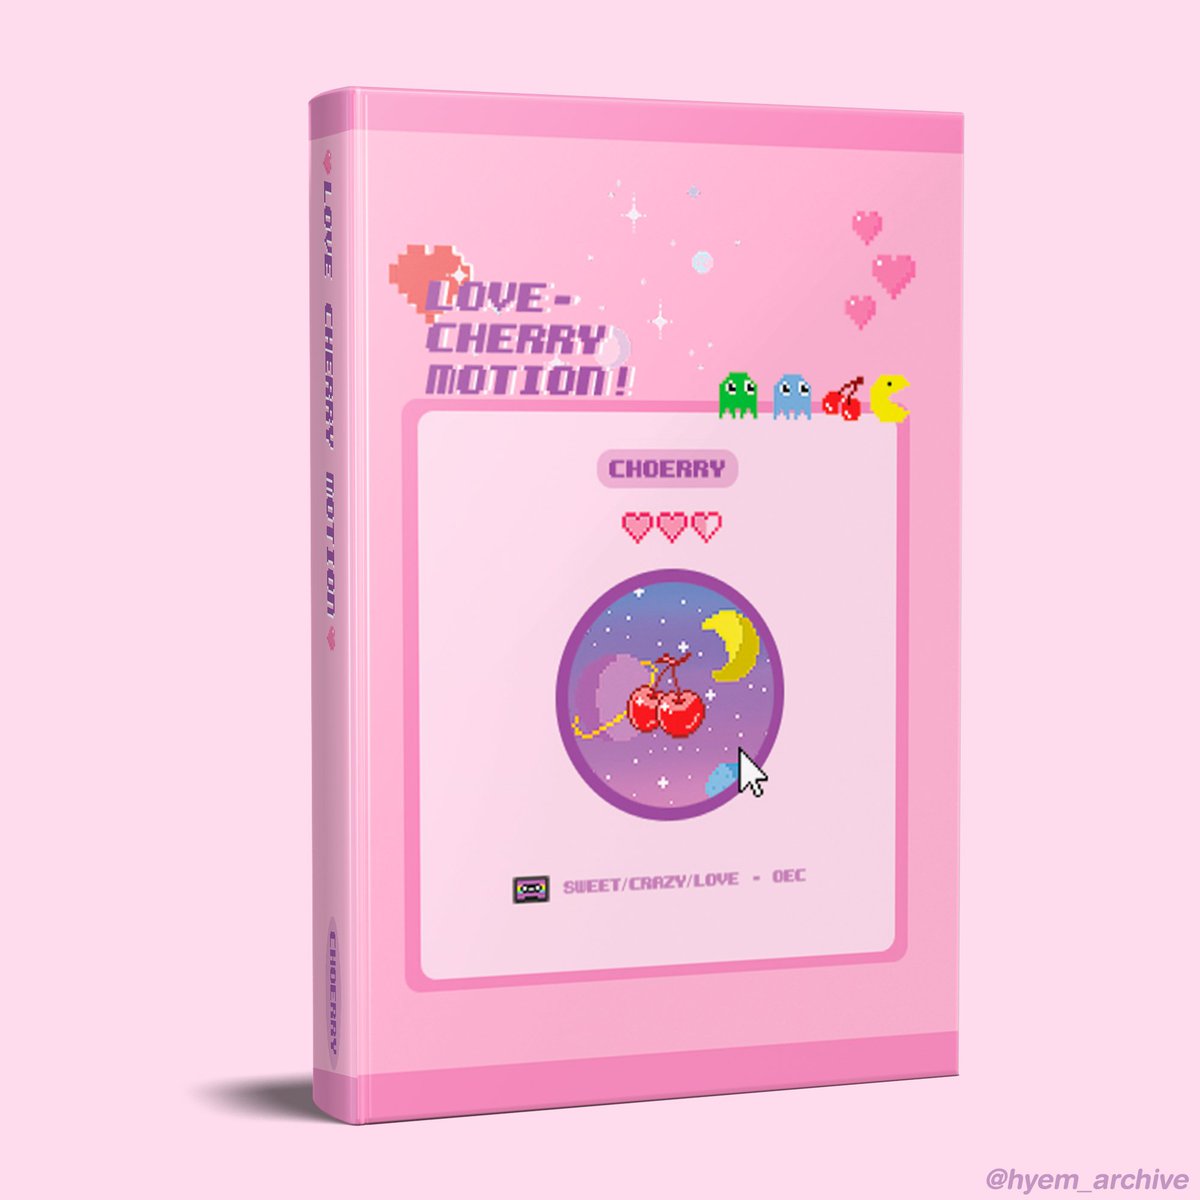 LOVE CHERRY MOTION
CHOERRY
LOVE-
CHERRY
MOTION!
CHOERRY
SWEET/CRAZY/LOVE - OEC
@hyem_archive